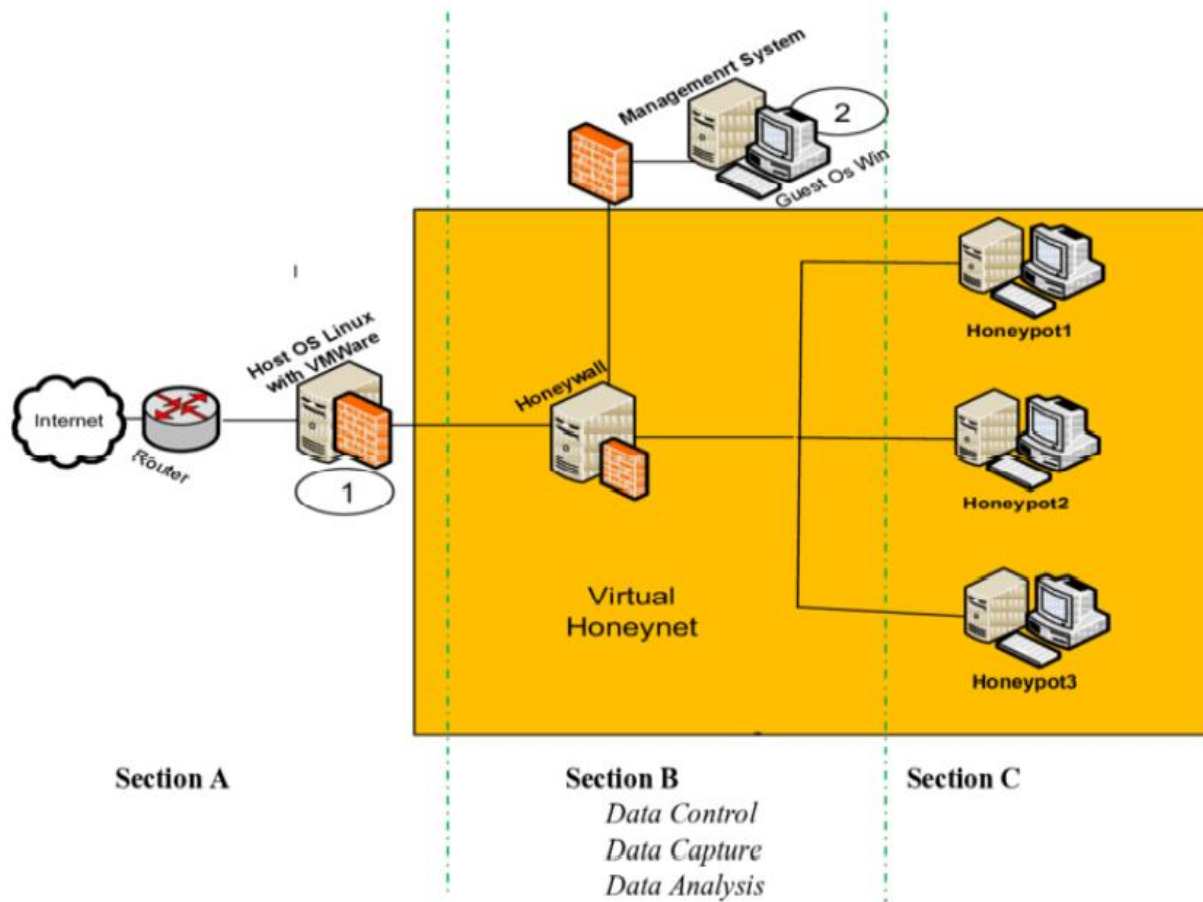 Managemenrt System
2
Guest Os Win
Host OS Linux
with VMWare
Honeypot1
Internet
Router
1
Honeywall
Honeypot2
Virtual
Honeynet
Honeypot3
Section A
Section B
Section C
Data Control
Data Capture
Data Analysis